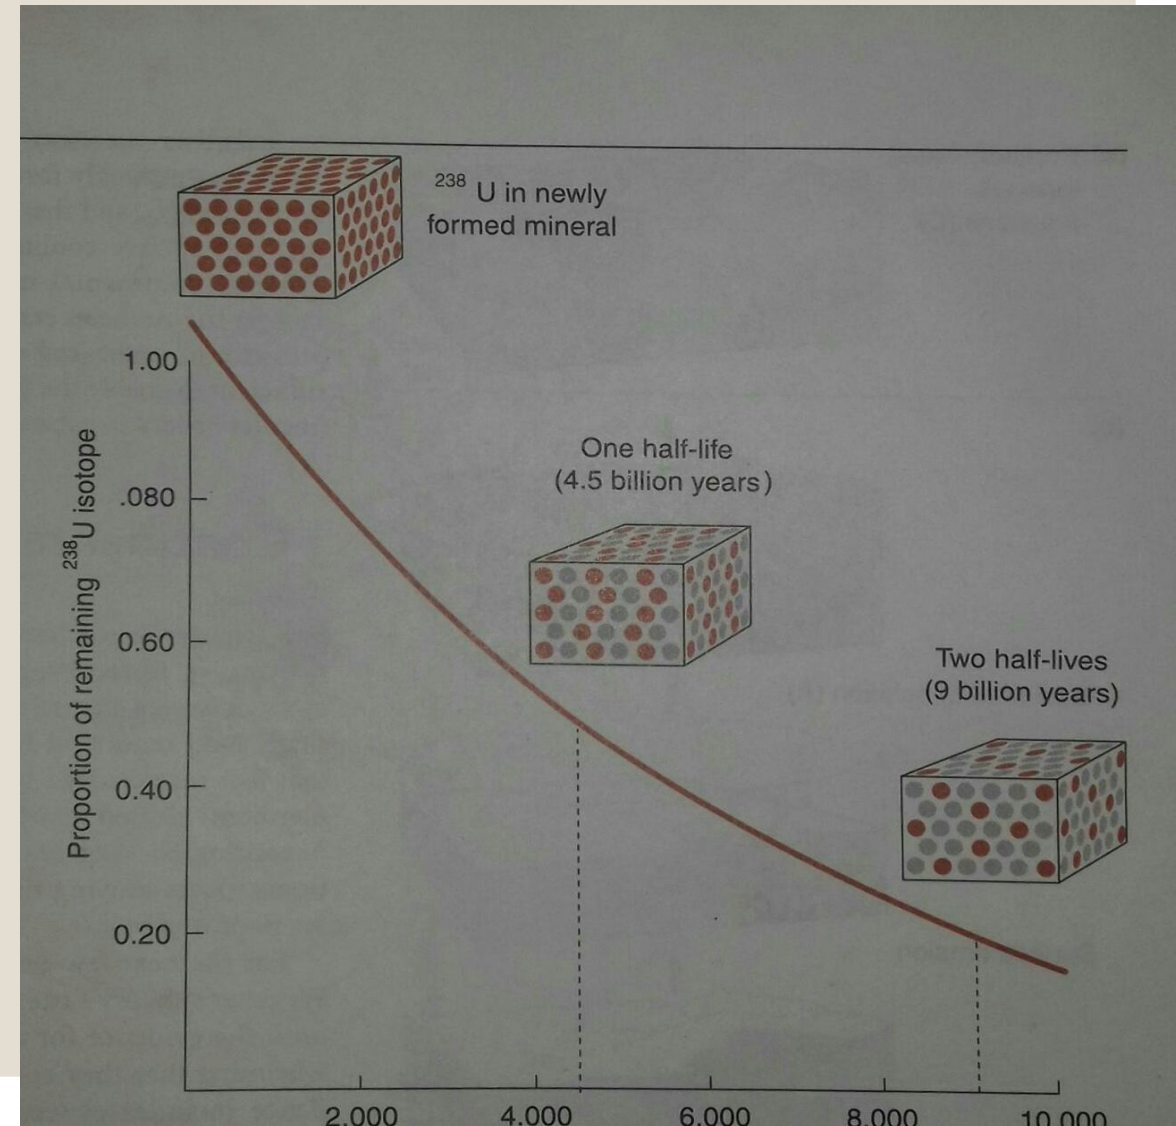 238 U in newly
formed mineral
1.00
One half-life
(4.5 billion years)
.080
0.60
Two half-lives
(9 billion years)
0.40
0.20
Proportion of remaining 238U isotope
2,000
4,000
6,000
8,000
10,000